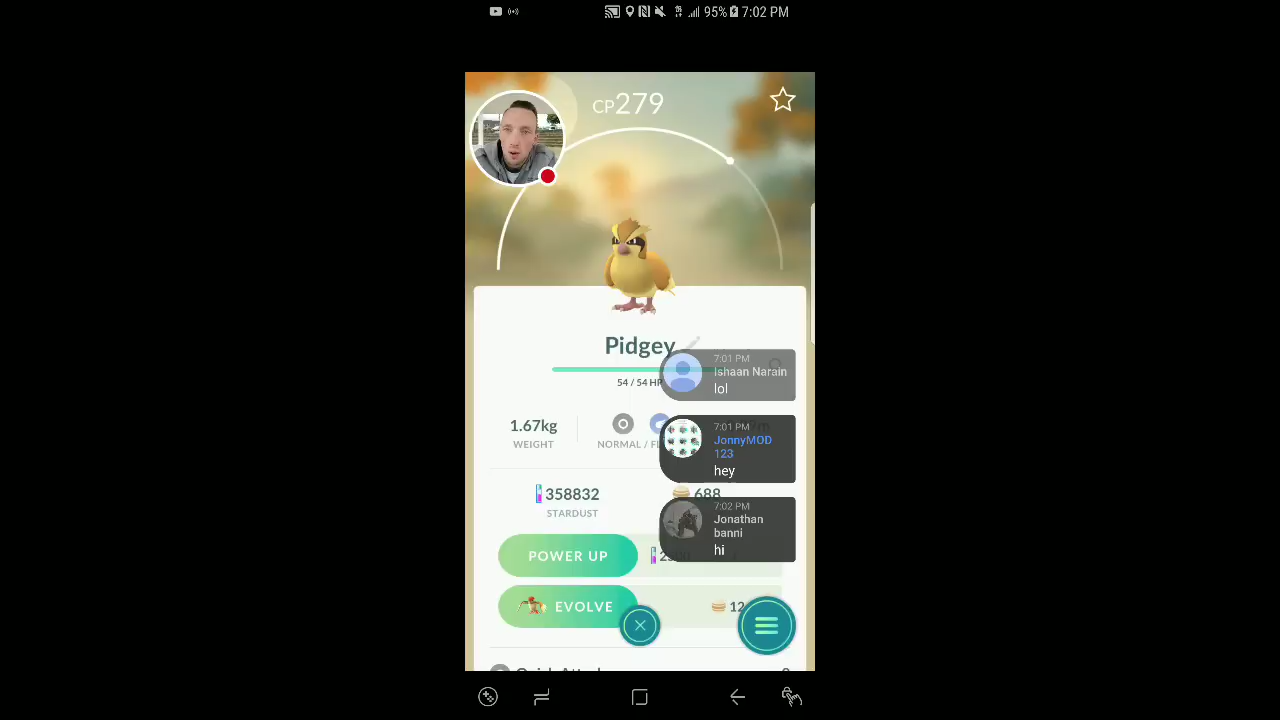 95% 7:02 PM
CP279
Pidgey
54 / 54 HP
1.67kg
WEIGHT
NORMAL /
358832
STARDUST
688
POWER UP
EVOLVE
12
Quick Attack
7:01 PM
Ishaan Narain
lol
7:01 PM
JonnyMOD
123
hey
7:02 PM
Jonathan
banni
hi